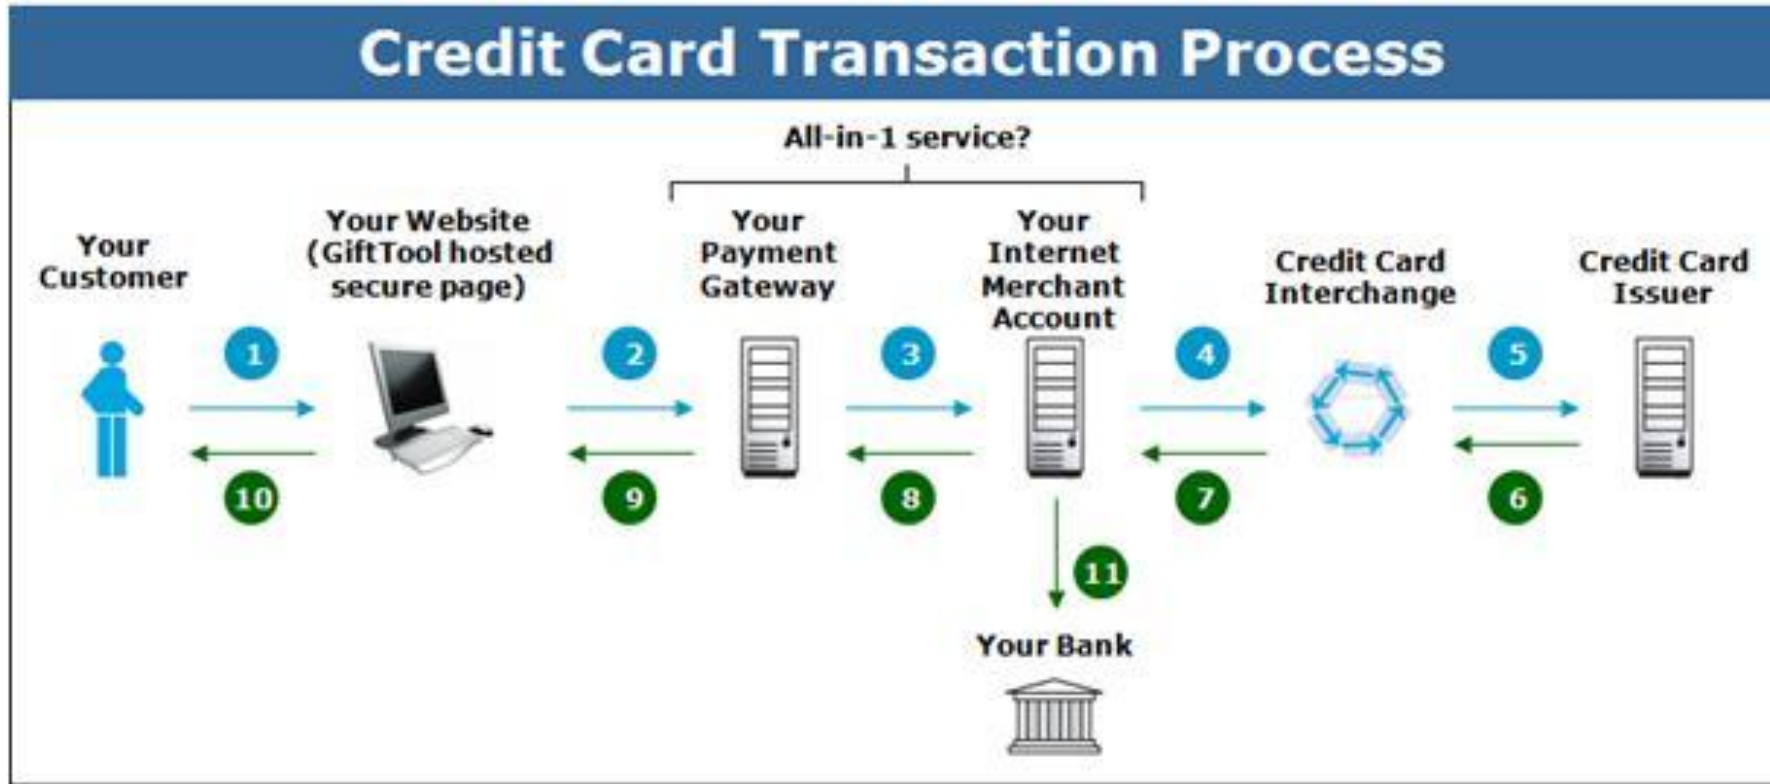 Credit Card Transaction Process
All-in-1 service?
Your
Customer
Your Website
(GiftTool hosted
secure page)
Your
Payment
Gateway
Your
Internet
Merchant
Account
Credit Card
Interchange
Credit Card
Issuer
1
2
3
4
5
10
9
8
7
6
11
Your Bank